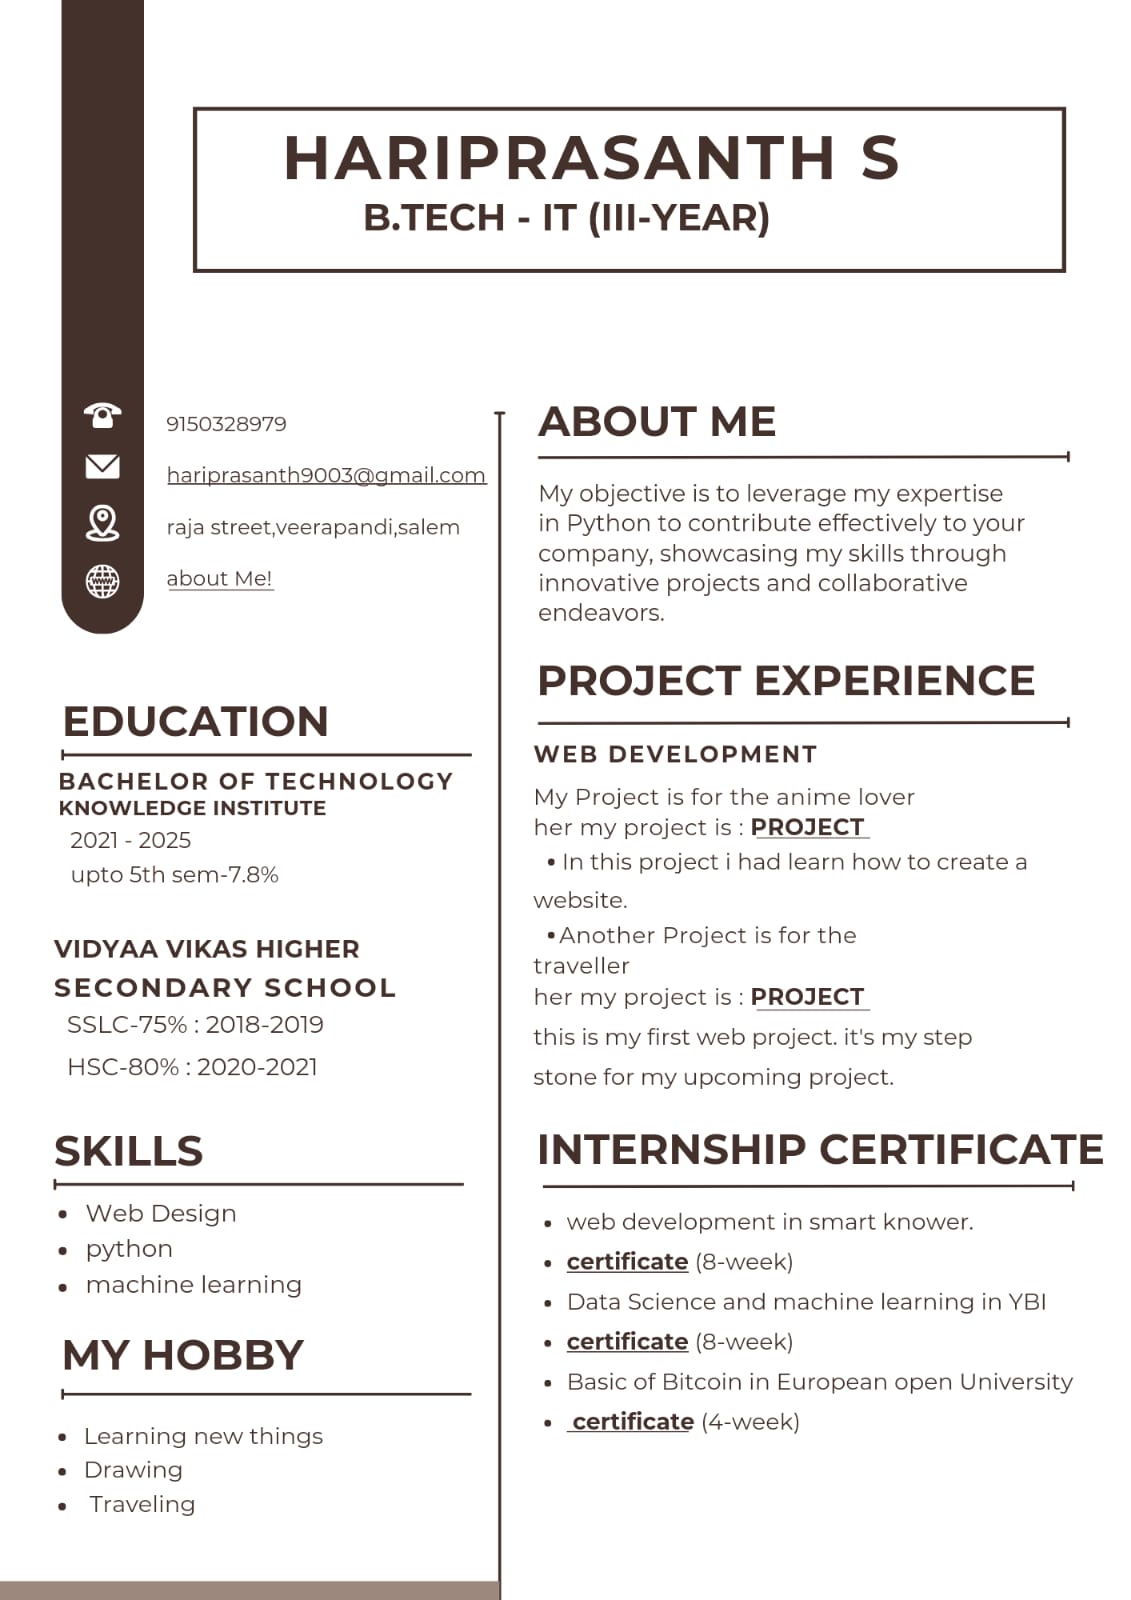 HARIPRASANTH S
B.TECH - IT (III-YEAR)
9150328979
hariprasanth9003@gmail.com
raja street,veerapandi,salem
www
about Me!
EDUCATION
BACHELOR OF TECHNOLOGY
KNOWLEDGE INSTITUTE
2021 - 2025
upto 5th sem-7.8%
VIDYAA VIKAS HIGHER
SECONDARY SCHOOL
SSLC-75% : 2018-2019
HSC-80% : 2020-2021
SKILLS
• Web Design
• python
• machine learning
MY HOBBY
• Learning new things
• Drawing
• Traveling
ABOUT ME
My objective is to leverage my expertise
in Python to contribute effectively to your
company, showcasing my skills through
innovative projects and collaborative
endeavors.
PROJECT EXPERIENCE
WEB DEVELOPMENT
My Project is for the anime lover
her my project is : PROJECT
• In this project i had learn how to create a
website.
• Another Project is for the
traveller
her my project is : PROJECT
this is my first web project. it's my step
stone for my upcoming project.
INTERNSHIP CERTIFICATE
• web development in smart knower.
• certificate (8-week)
• Data Science and machine learning in YBI
• certificate (8-week)
• Basic of Bitcoin in European open University
• certificate (4-week)